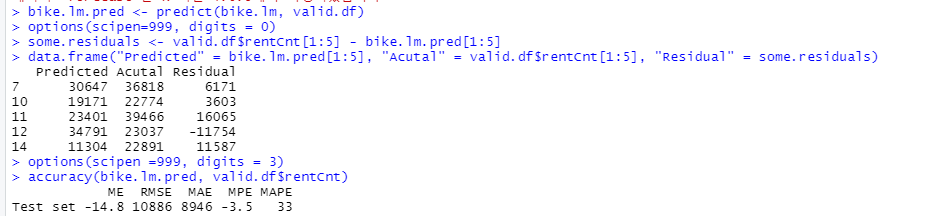 > bike.lm.pred <- predict(bike.lm, valid.df)
> options(scipen=999, digits = 0)
> some.residuals <- valid.df$rentCnt[1:5] - bike.lm.pred[1:5]
> data.frame("Predicted" = bike.lm.pred[1:5], "Acutal" = valid.df$rentCnt[1:5], "Residual" = some.residuals)
   Predicted Acutal Residual
7      30647  36818     6171
10     19171  22774     3603
11     23401  39466    16065
12     34791  23037   -11754
14     11304  22891    11587
> options(scipen =999, digits = 3)
> accuracy(bike.lm.pred, valid.df$rentCnt)
            ME  RMSE  MAE  MPE MAPE
Test set -14.8 10886 8946 -3.5   33